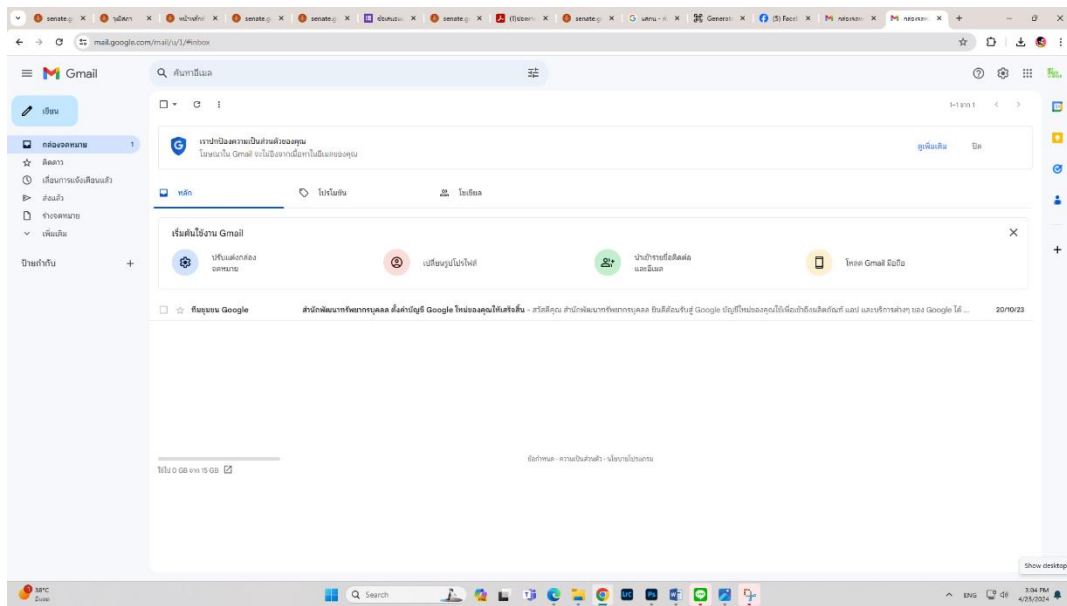 senate.g
senate.g
senate.g
senate.g
senate.g
Generat
(5) Facel
mail.google.com/mail/u/1/#inbox
Gmail
ค้นหาอีเมล
1-1 จาก 1
เขียน
กล่องจดหมาย 1
ติดดาว
เลื่อนการแจ้งเตือนแล้ว
ส่งแล้ว
ร่างจดหมาย
เพิ่มเติม
ป้ายกำกับ
เราปกป้องความเป็นส่วนตัวของคุณ
โฆษณาใน Gmail จะไม่อิงจากเนื้อหาในอีเมลของคุณ
ดูเพิ่มเติม
ปิด
หลัก
โปรโมชัน
โซเชียล
เริ่มต้นใช้งาน Gmail
ปรับแต่งกล่อง
จดหมาย
เปลี่ยนรูปโปรไฟล์
นำเข้ารายชื่อติดต่อ
และอีเมล
โหลด Gmail มือถือ
ทีมชุมชน Google
สำนักพัฒนาทรัพยากรบุคคล ตั้งค่าบัญชี Google ใหม่ของคุณให้เสร็จสิ้น - สวัสดีคุณ สำนักพัฒนาทรัพยากรบุคคล ยินดีต้อนรับสู่ Google บัญชีใหม่ของคุณใช้เพื่อเข้าถึงผลิตภัณฑ์ แอป และบริการต่างๆ ของ Google ได้ ...
20/10/23
ใช้ไป 0 GB จาก 15 GB
ข้อกำหนด - ความเป็นส่วนตัว - นโยบายโปรแกรม
Show desktop
38°C
Search
ENG
3:04 PM
4/25/2024